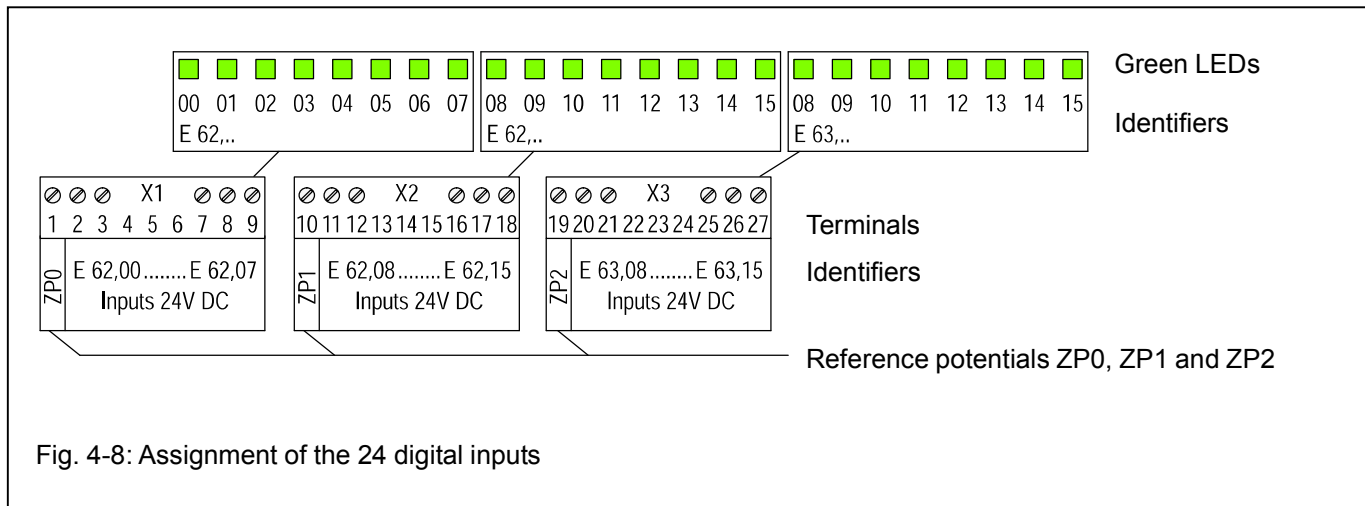 Green LEDs
00 01 02 03 04 05 06 07 08 09 10 11 12 13 14 15 08 09 10 11 12 13 14 15
Identifiers
E 62,.. E 62,.. E 63,..
X1 X2 X3
1 2 3 4 5 6 7 8 9 10 11 12 13 14 15 16 17 18 19 20 21 22 23 24 25 26 27
Terminals
ZP0 E 62,00........E 62,07 ZP1 E 62,08........E 62,15 ZP2 E 63,08........E 63,15
Identifiers
Inputs 24V DC Inputs 24V DC Inputs 24V DC
Reference potentials ZP0, ZP1 and ZP2
Fig. 4-8: Assignment of the 24 digital inputs